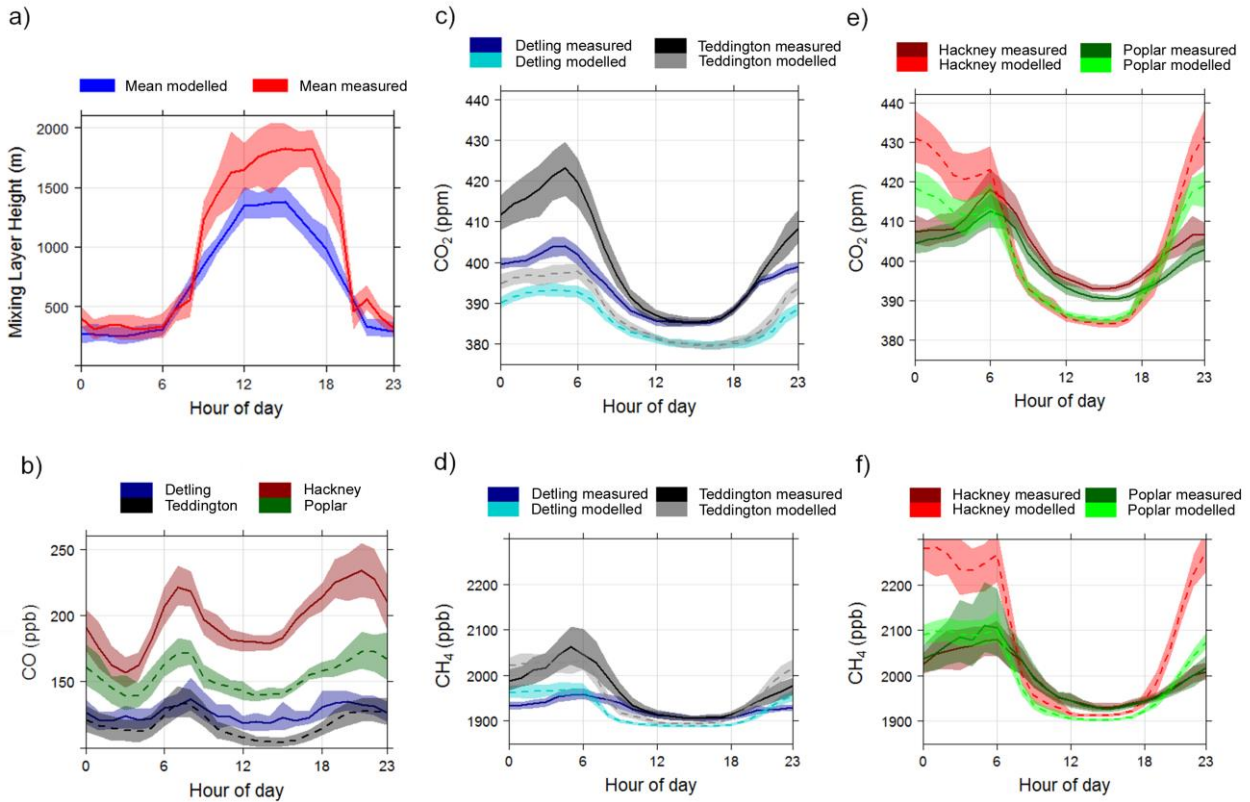 a)
Mean modelled Mean measured
Mixing Layer Height (m)
2000
1500
1000
500
0 6 12 18 23
Hour of day
b)
Detling Hackney
Teddington Poplar
CO (ppb)
250
200
150
0 6 12 18 23
Hour of day
c)
Detling measured Teddington measured
Detling modelled Teddington modelled
CO₂ (ppm)
440
430
420
410
400
390
380
0 6 12 18 23
Hour of day
d)
Detling measured Teddington measured
Detling modelled Teddington modelled
CH₄ (ppb)
2200
2100
2000
1900
0 6 12 18 23
Hour of day
e)
Hackney measured Poplar measured
Hackney modelled Poplar modelled
CO₂ (ppm)
440
430
420
410
400
390
380
0 6 12 18 23
Hour of day
f)
Hackney measured Poplar measured
Hackney modelled Poplar modelled
CH₄ (ppb)
2200
2100
2000
1900
0 6 12 18 23
Hour of day